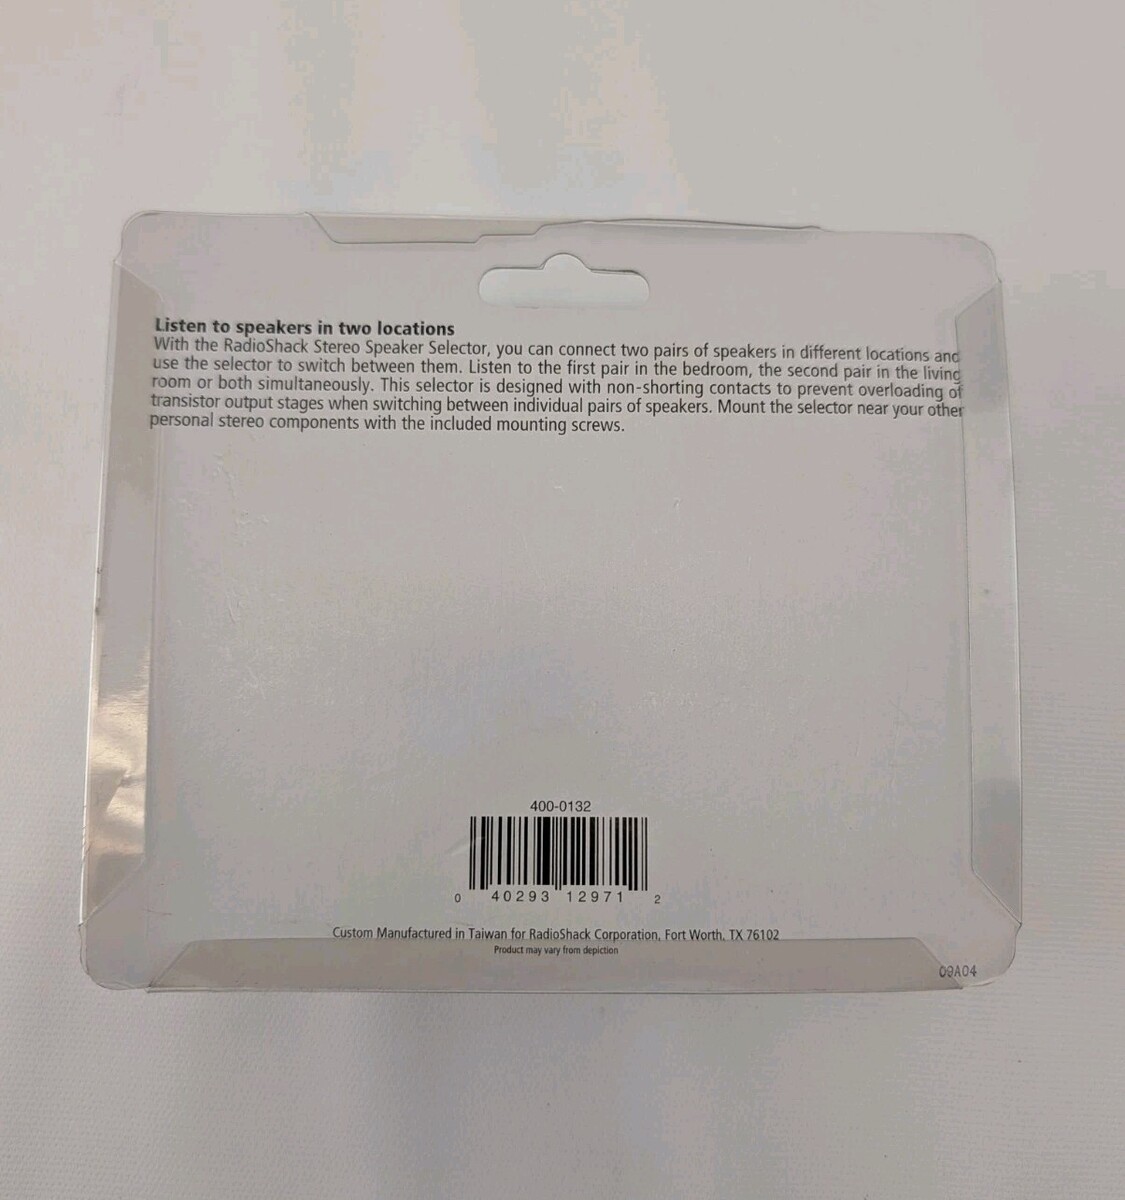 Listen to speakers in two locations
With the RadioShack Stereo Speaker Selector, you can connect two pairs of speakers in different locations and
use the selector to switch between them. Listen to the first pair in the bedroom, the second pair in the living
room or both simultaneously. This selector is designed with non-shorting contacts to prevent overloading of
transistor output stages when switching between individual pairs of speakers. Mount the selector near your other
personal stereo components with the included mounting screws.
400-0132
0 40293 12971 2
Custom Manufactured in Taiwan for RadioShack Corporation, Fort Worth, TX 76102
Product may vary from depiction
09A04